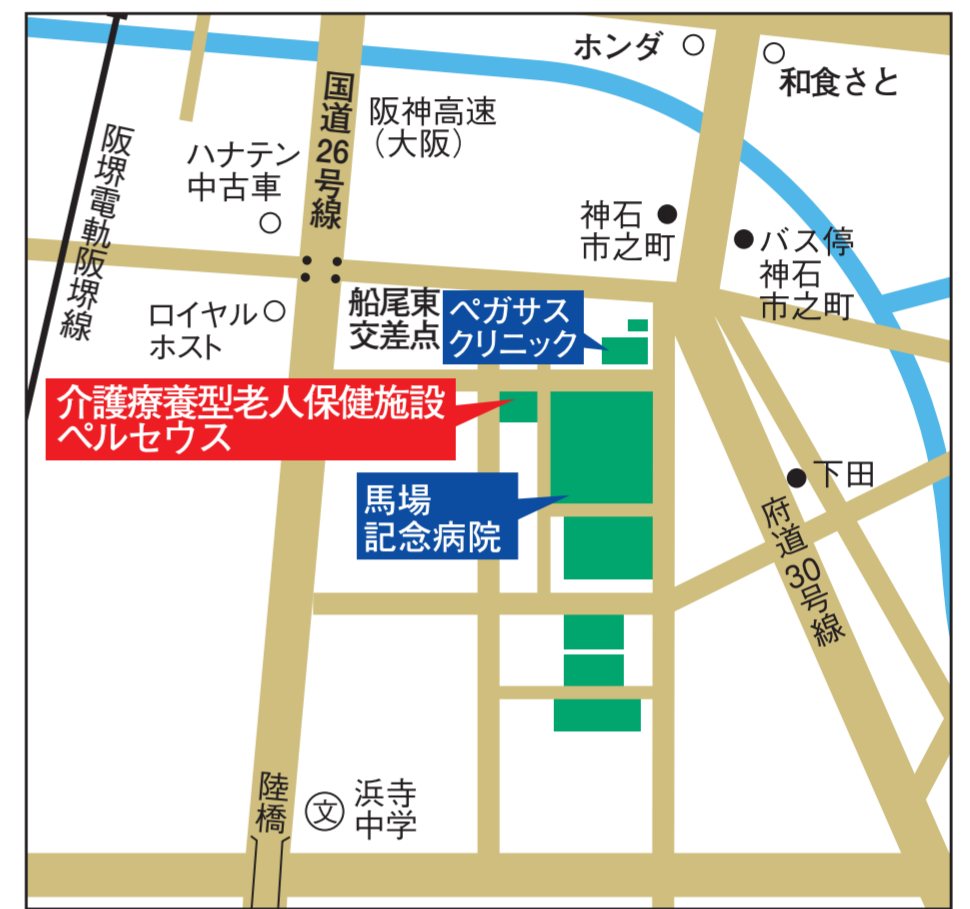 ホンダ
和食さと
国道26号線
阪神高速
（大阪）
阪堺電軌阪堺線
ハナテン
中古車
神石
市之町
バス停
神石
市之町
ロイヤル
ホスト
船尾東
交差点
ペガサス
クリニック
介護療養型老人保健施設
ペルセウス
馬場
記念病院
下田
府道30号線
陸橋
文
浜寺
中学